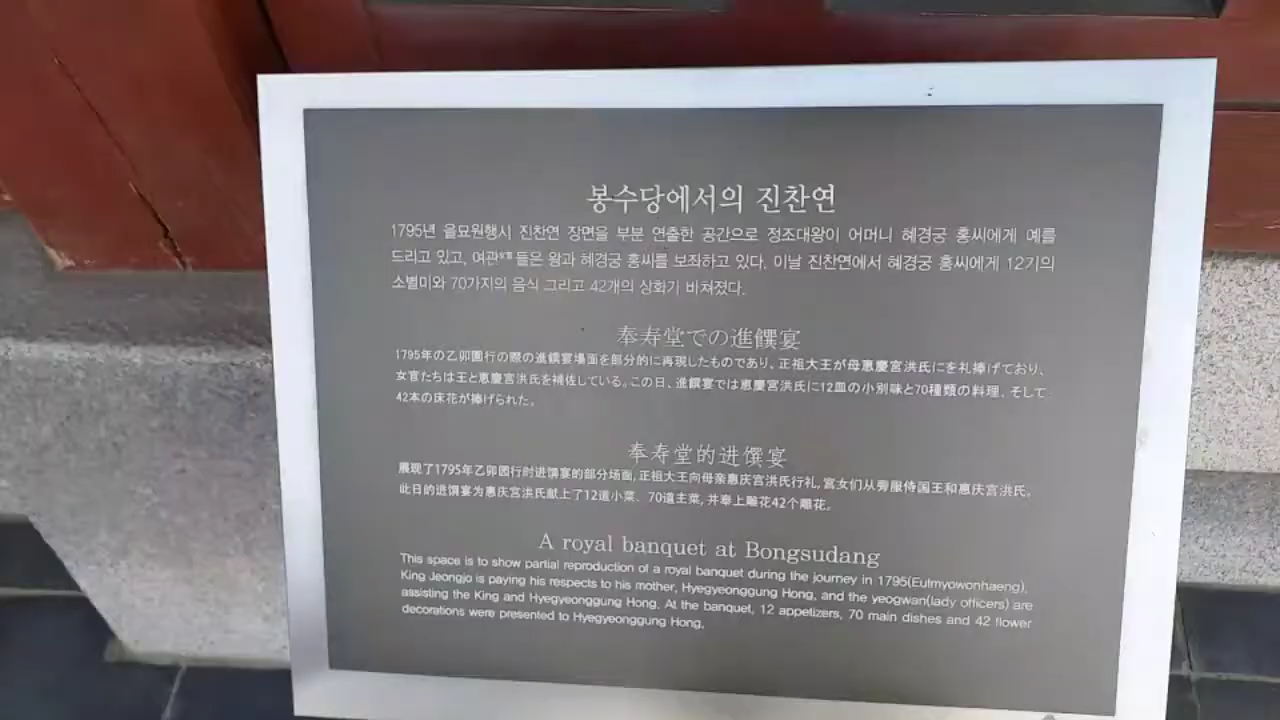 봉수당에서의 진찬연
1795년 을묘원행시 진찬연 장면을 부분 연출한 공간으로 정조대왕이 어머니 혜경궁 홍씨에게 예를
드리고 있고, 여관女官들은 왕과 혜경궁 홍씨를 보좌하고 있다. 이날 진찬연에서 혜경궁 홍씨에게 12기의
소별미와 70가지의 음식 그리고 42개의 상화가 바쳐졌다.
奉寿堂での進饌宴
1795年の乙卯園行の際の進饌宴場面を部分的に再現したものであり、正祖大王が母恵慶宮洪氏にを礼捧げており、
女官たちは王と恵慶宮洪氏を補佐している。この日、進饌宴では恵慶宮洪氏に12皿の小別味と70種類の料理、そして
42本の床花が捧げられた。
奉寿堂的进馔宴
展现了1795年乙卯园行时进馔宴的部分场面,正祖大王向母亲惠庆宫洪氏行礼,宫女们从旁服侍国王和惠庆宫洪氏。
此日的进馔宴为惠庆宫洪氏献上了12道小菜、70道主菜,并奉上雕花42个雕花。
A royal banquet at Bongsudang
This space is to show partial reproduction of a royal banquet during the journey in 1795(Eulmyowonhaeng).
King Jeongjo is paying his respects to his mother, Hyegyeonggung Hong, and the yeogwan(lady officers) are
assisting the King and Hyegyeonggung Hong. At the banquet, 12 appetizers, 70 main dishes and 42 flower
decorations were presented to Hyegyeonggung Hong.